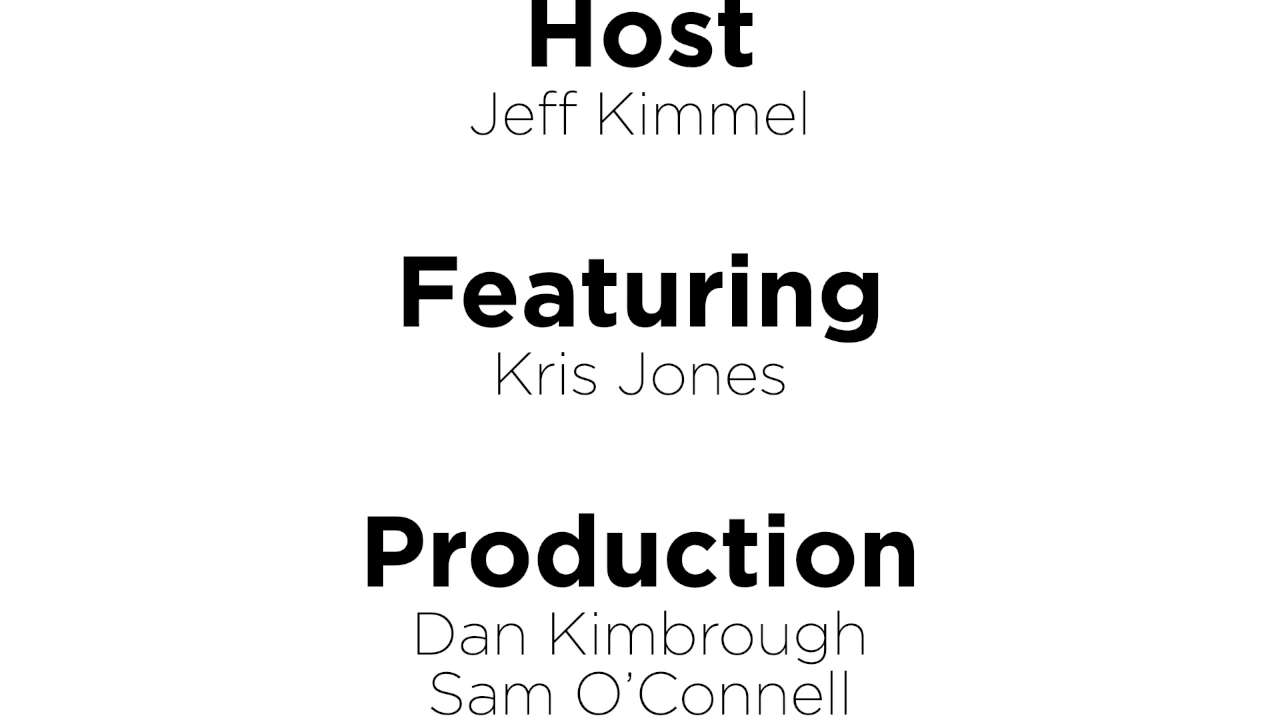 Host
Jeff Kimmel
Featuring
Kris Jones
Production
Dan Kimbrough
Sam O’Connell